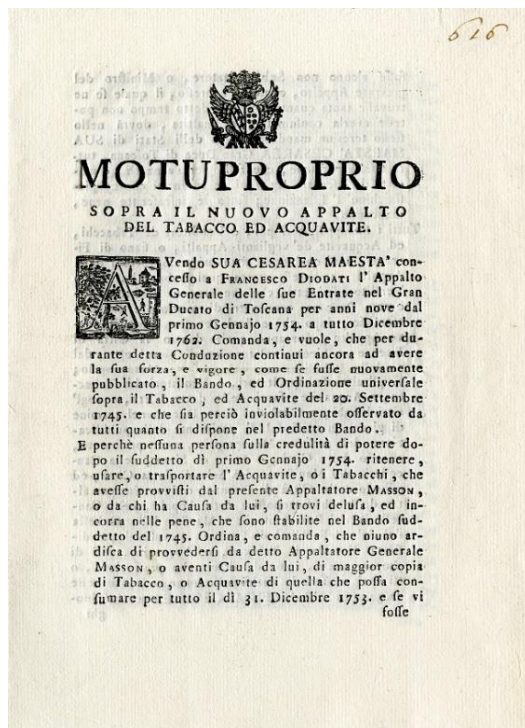 616
MOTUPROPRIO
SOPRA IL NUOVO APPALTO
DEL TABACCO ED ACQUAVITE.
AVendo SUA CESAREA MAESTA' con-
cesso a FRANCESCO DIODATI l' Appalto
Generale delle sue Entrate nel Gran
Ducato di Toscana per anni nove dal
primo Gennajo 1754. a tutto Dicembre
1762. Comanda, e vuole, che per du-
rante detta Conduzione continui ancora ad avere
la sua forza, e vigore, come se fusse nuovamente
pubblicato, il Bando, ed Ordinazione universale
sopra il Tabacco, ed Acquavite del 20. Settembre
1745. e che sia perciò inviolabilmente osservato da
tutti quanto si dispone nel predetto Bando.
E perchè nessuna persona sulla credulità di potere do-
po il suddetto dì primo Gennajo 1754. ritenere,
usare, o trasportare l' Acquavite, o i Tabacchi, che
avesse provvisti dal presente Appaltatore MASSON,
o da chi ha Causa da lui, si trovi delusa, ed in-
corra nelle pene, che sono stabilite nel Bando sud-
detto del 1745. Ordina, e comanda, che niuno ar-
disca di provvedersi da detto Appaltatore Generale
MASSON, o aventi Causa da lui, di maggior copia
di Tabacco, o Acquavite di quella che possa con-
sumare per tutto il dì 31. Dicembre 1753. e se vi
fosse